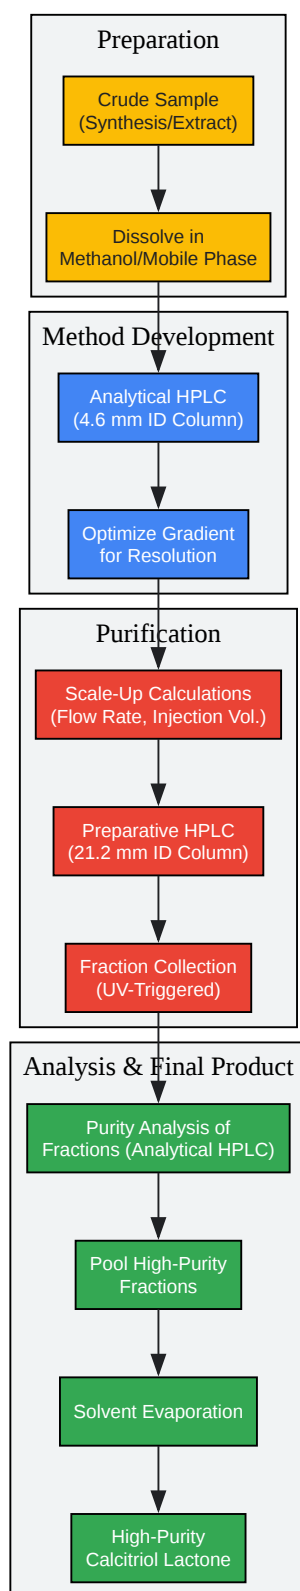 Preparation
Crude Sample
(Synthesis/Extract)
Dissolve in
Methanol/Mobile Phase
Method Development
Analytical HPLC
(4.6 mm ID Column)
Optimize Gradient
for Resolution
Purification
Scale-Up Calculations
(Flow Rate, Injection Vol.)
Preparative HPLC
(21.2 mm ID Column)
Fraction Collection
(UV-Triggered)
Analysis & Final Product
Purity Analysis of
Fractions (Analytical HPLC)
Pool High-Purity
Fractions
Solvent Evaporation
High-Purity
Calcitriol Lactone